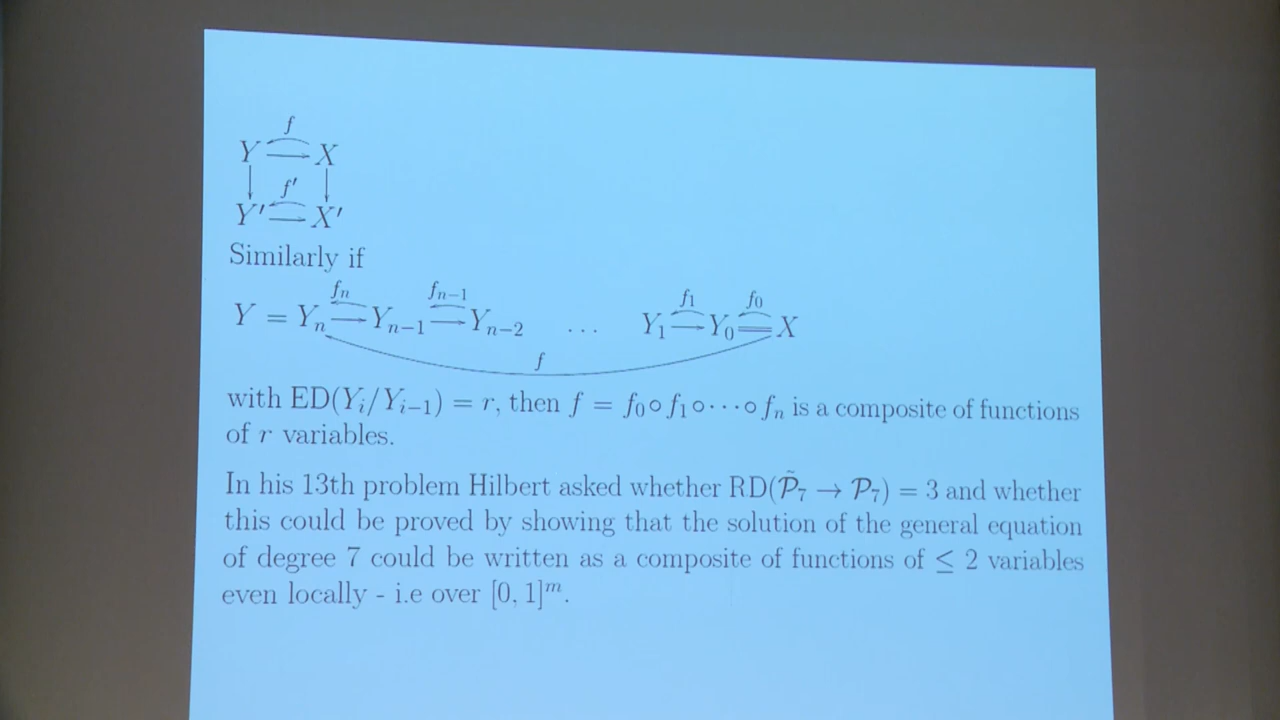 f
Y ⇄ X
f′
Y′ ⇄ X′
Similarly if
fₙ fₙ₋₁ f₁ f₀
Y = Yₙ ⇄ Yₙ₋₁ ⇄ Yₙ₋₂ … Y₁ ⇄ Y₀ ⇄ X
f
with ED(Yᵢ/Yᵢ₋₁) = r, then f = f₀∘f₁∘···∘fₙ is a composite of functions
of r variables.
In his 13th problem Hilbert asked whether RD(𝒫̃₇ → 𝒫₇) = 3 and whether
this could be proved by showing that the solution of the general equation
of degree 7 could be written as a composite of functions of ≤ 2 variables
even locally - i.e over [0, 1]ᵐ.